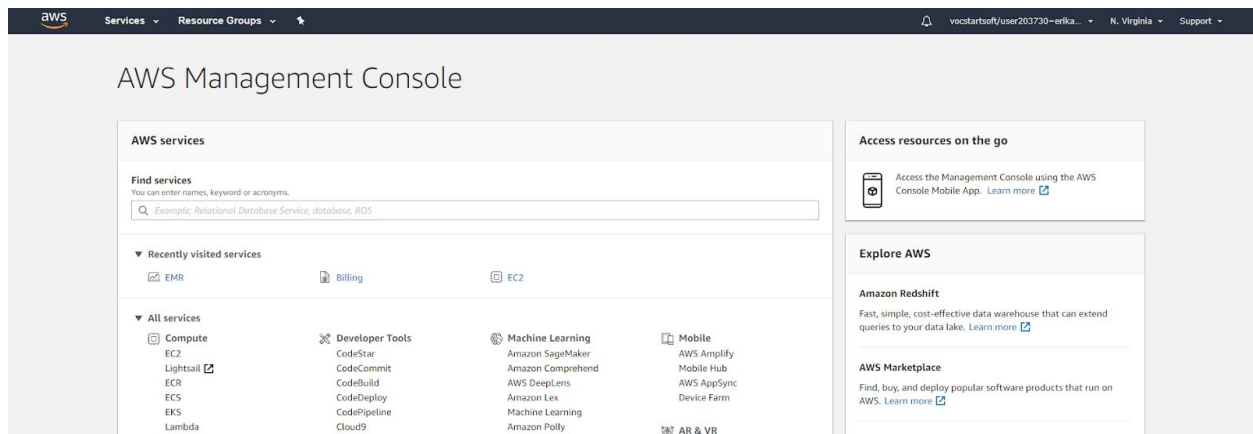 aws Services Resource Groups vocstartsoft/user203730=erika... N. Virginia Support
AWS Management Console
AWS services
Find services
You can enter names, keyword or acronyms.
Example: Relational Database Service, database, RDS
Recently visited services
EMR Billing EC2
All services
Compute
EC2
Lightsail
ECR
ECS
EKS
Lambda
Developer Tools
CodeStar
CodeCommit
CodeBuild
CodeDeploy
CodePipeline
Cloud9
Machine Learning
Amazon SageMaker
Amazon Comprehend
AWS DeepLens
Amazon Lex
Machine Learning
Amazon Polly
Mobile
AWS Amplify
Mobile Hub
AWS AppSync
Device Farm
AR & VR
Access resources on the go
Access the Management Console using the AWS
Console Mobile App. Learn more
Explore AWS
Amazon Redshift
Fast, simple, cost-effective data warehouse that can extend
queries to your data lake. Learn more
AWS Marketplace
Find, buy, and deploy popular software products that run on
AWS. Learn more